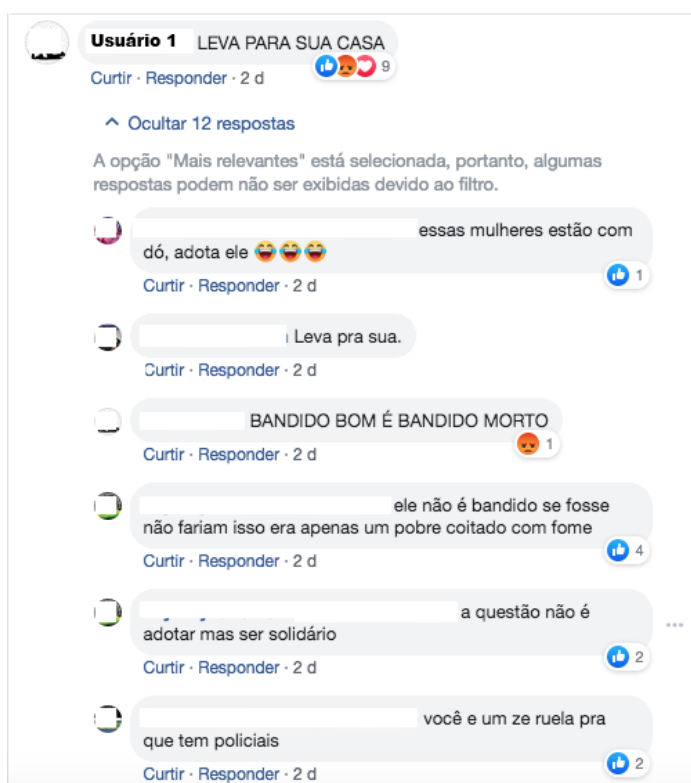 Usuário 1 LEVA PARA SUA CASA
9
Curtir · Responder · 2 d
Ocultar 12 respostas
A opção "Mais relevantes" está selecionada, portanto, algumas
respostas podem não ser exibidas devido ao filtro.
essas mulheres estão com
dó, adota ele 😂😂😂
1
Curtir · Responder · 2 d
Leva pra sua.
Curtir · Responder · 2 d
BANDIDO BOM É BANDIDO MORTO
1
Curtir · Responder · 2 d
ele não é bandido se fosse
não fariam isso era apenas um pobre coitado com fome
4
Curtir · Responder · 2 d
a questão não é
adotar mas ser solidário
2
Curtir · Responder · 2 d
você e um ze ruela pra
que tem policiais
2
Curtir · Responder · 2 d